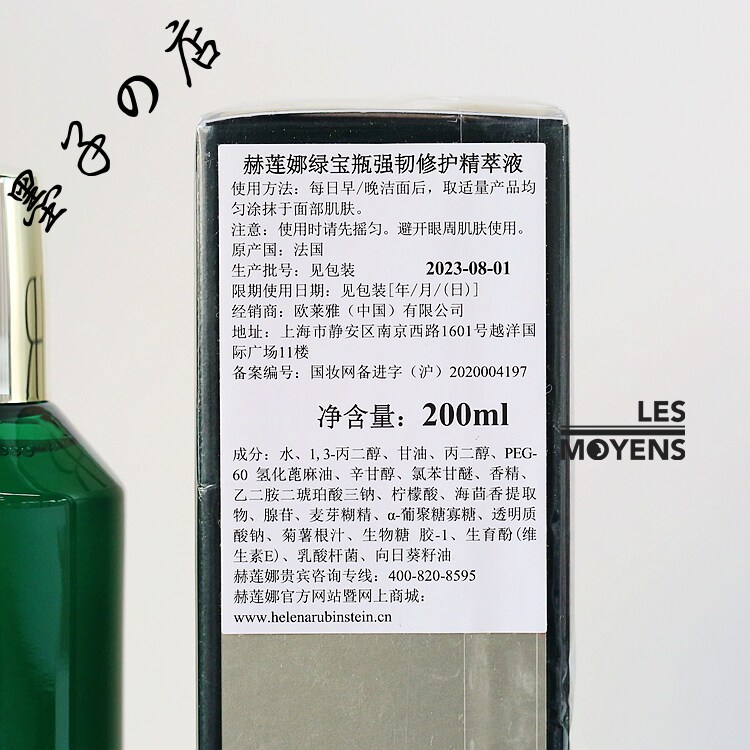 墨子の店
赫莲娜绿宝瓶强韧修护精萃液
使用方法：每日早/晚洁面后，取适量产品均
匀涂抹于面部肌肤。
注意：使用时请先摇匀。避开眼周肌肤使用。
原产国：法国
生产批号：见包装 2023-08-01
限期使用日期：见包装[年/月/(日)]
经销商：欧莱雅（中国）有限公司
地址：上海市静安区南京西路1601号越洋国
际广场11楼
备案编号：国妆网备进字（沪）2020004197
净含量：200ml
LES
MOYENS
成分：水、1,3-丙二醇、甘油、丙二醇、PEG-
60 氢化蓖麻油、辛甘醇、氯苯甘醚、香精、
乙二胺二琥珀酸三钠、柠檬酸、海茴香提取
物、腺苷、麦芽糊精、α-葡聚糖寡糖、透明质
酸钠、菊薯根汁、生物糖 胶-1、生育酚(维
生素E)、乳酸杆菌、向日葵籽油
赫莲娜贵宾咨询专线：400-820-8595
赫莲娜官方网站暨网上商城：
www.helenarubinstein.cn